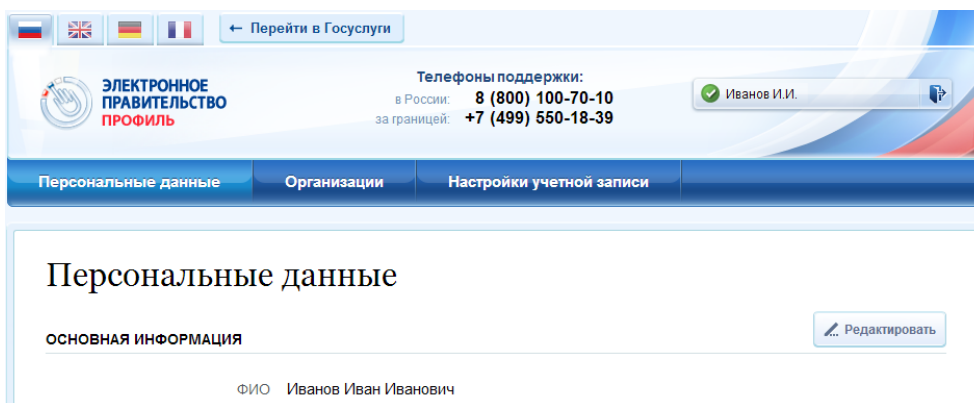 ← Перейти в Госуслуги
ЭЛЕКТРОННОЕ
ПРАВИТЕЛЬСТВО
ПРОФИЛЬ
Телефоны поддержки:
в России: 8 (800) 100-70-10
за границей: +7 (499) 550-18-39
Иванов И.И.
Персональные данные Организации Настройки учетной записи
Персональные данные
Редактировать
ОСНОВНАЯ ИНФОРМАЦИЯ
ФИО Иванов Иван Иванович